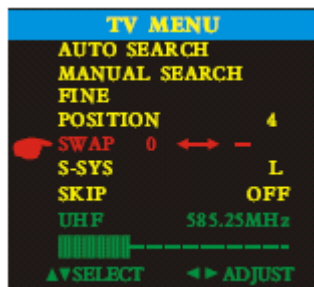 TV MENU
AUTO SEARCH
MANUAL SEARCH
FINE
POSITION 4
SWAP 0 ↔ –
S-SYS L
SKIP OFF
UHF 585.25MHz
▲▼SELECT ◄► ADJUST